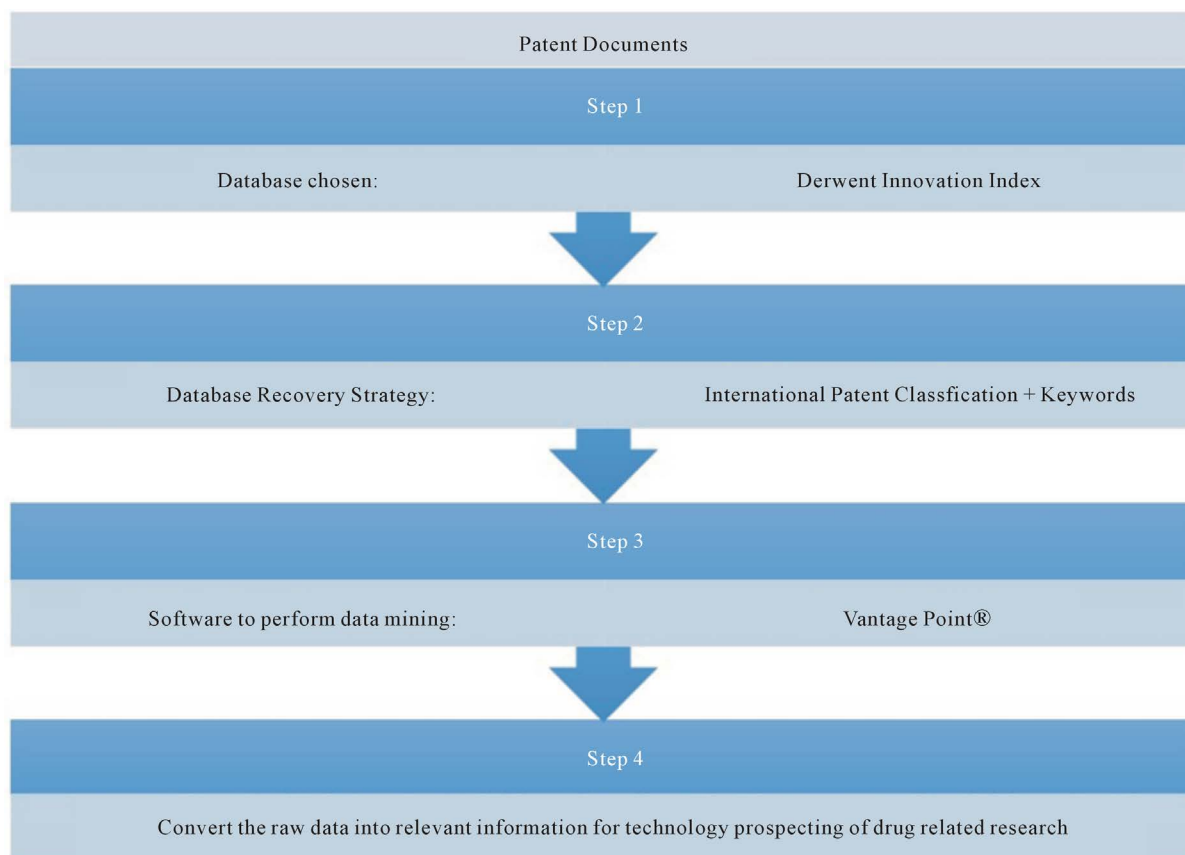 Patent Documents
Step 1
Database chosen: Derwent Innovation Index
Step 2
Database Recovery Strategy: International Patent Classfication + Keywords
Step 3
Software to perform data mining: Vantage Point®
Step 4
Convert the raw data into relevant information for technology prospecting of drug related research